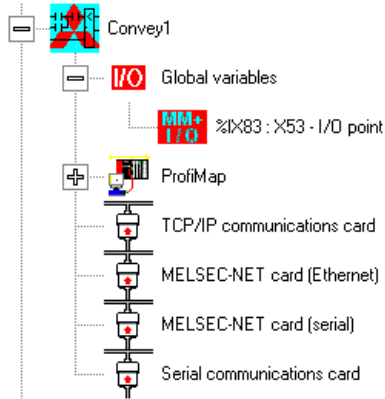 Convey1
I/O Global variables
MM+
I/O %IX83 : X53 - I/O point
ProfiMap
TCP/IP communications card
MELSEC-NET card (Ethernet)
MELSEC-NET card (serial)
Serial communications card